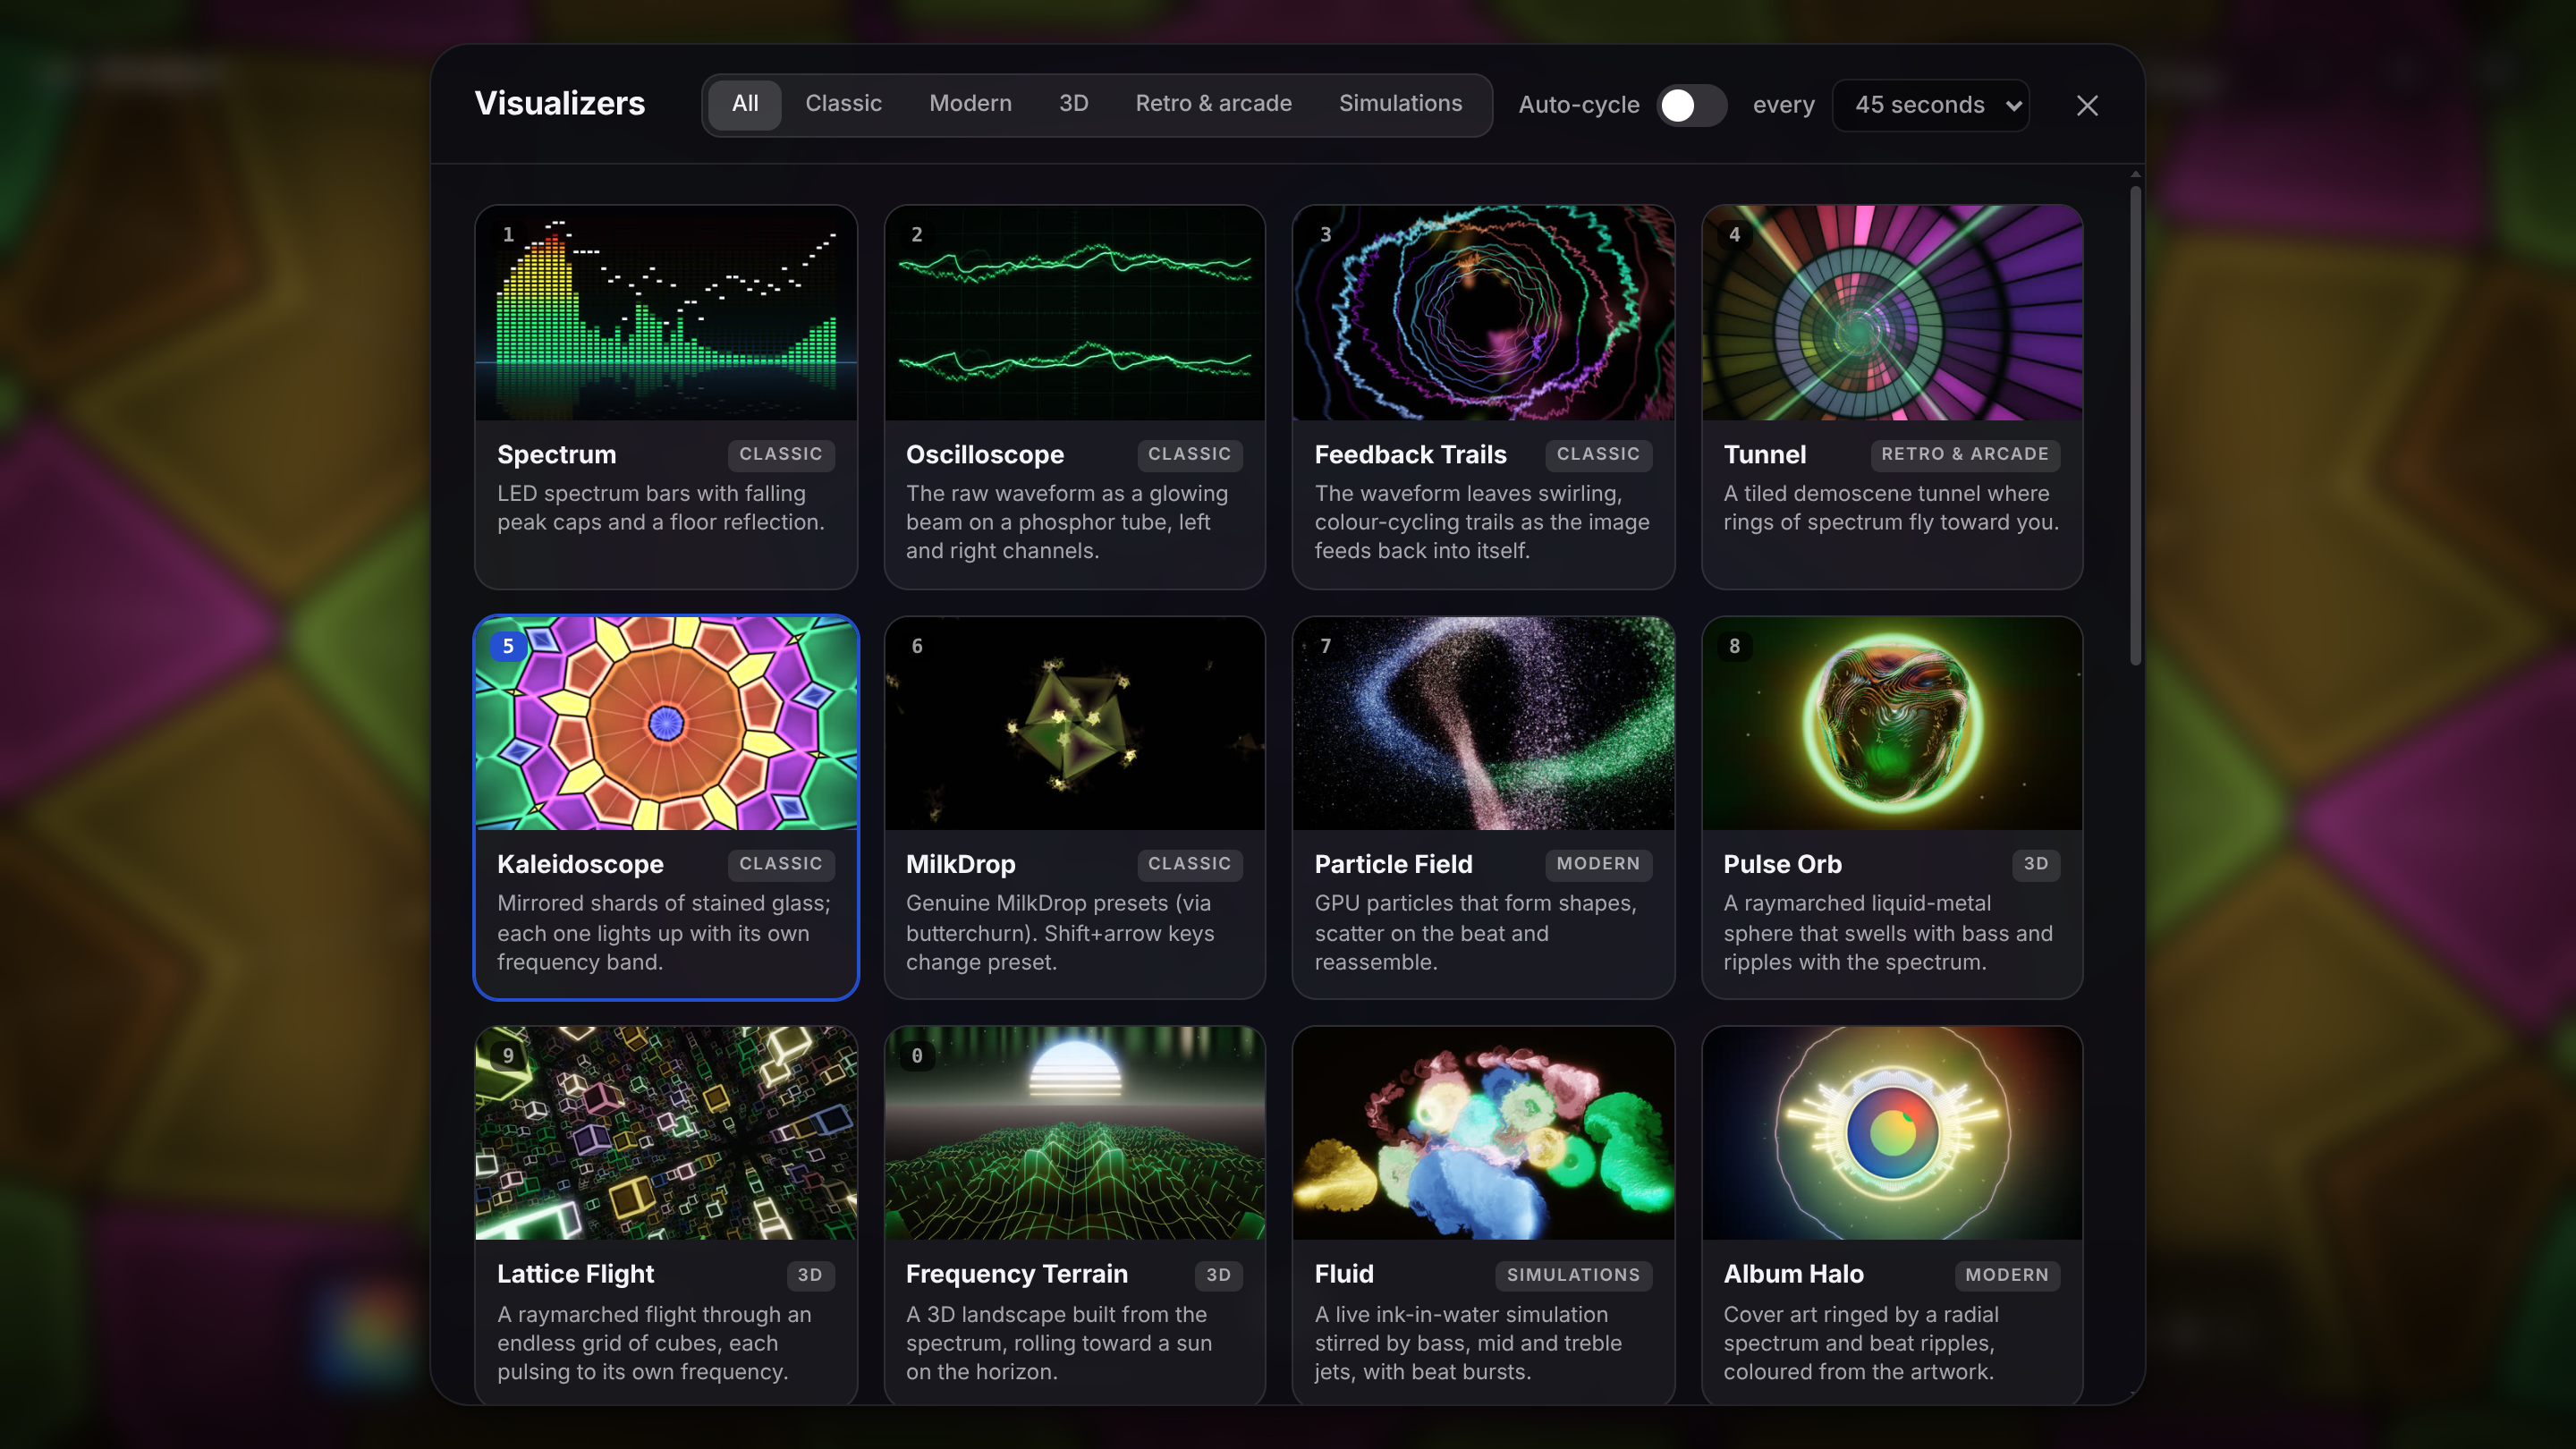 Visualizers
All Classic Modern 3D Retro & arcade Simulations
Auto-cycle every 45 seconds
1
Spectrum CLASSIC
LED spectrum bars with falling
peak caps and a floor reflection.
2
Oscilloscope CLASSIC
The raw waveform as a glowing
beam on a phosphor tube, left
and right channels.
3
Feedback Trails CLASSIC
The waveform leaves swirling,
colour-cycling trails as the image
feeds back into itself.
4
Tunnel RETRO & ARCADE
A tiled demoscene tunnel where
rings of spectrum fly toward you.
5
Kaleidoscope CLASSIC
Mirrored shards of stained glass;
each one lights up with its own
frequency band.
6
MilkDrop CLASSIC
Genuine MilkDrop presets (via
butterchurn). Shift+arrow keys
change preset.
7
Particle Field MODERN
GPU particles that form shapes,
scatter on the beat and
reassemble.
8
Pulse Orb 3D
A raymarched liquid-metal
sphere that swells with bass and
ripples with the spectrum.
9
Lattice Flight 3D
A raymarched flight through an
endless grid of cubes, each
pulsing to its own frequency.
0
Frequency Terrain 3D
A 3D landscape built from the
spectrum, rolling toward a sun
on the horizon.
Fluid SIMULATIONS
A live ink-in-water simulation
stirred by bass, mid and treble
jets, with beat bursts.
Album Halo MODERN
Cover art ringed by a radial
spectrum and beat ripples,
coloured from the artwork.